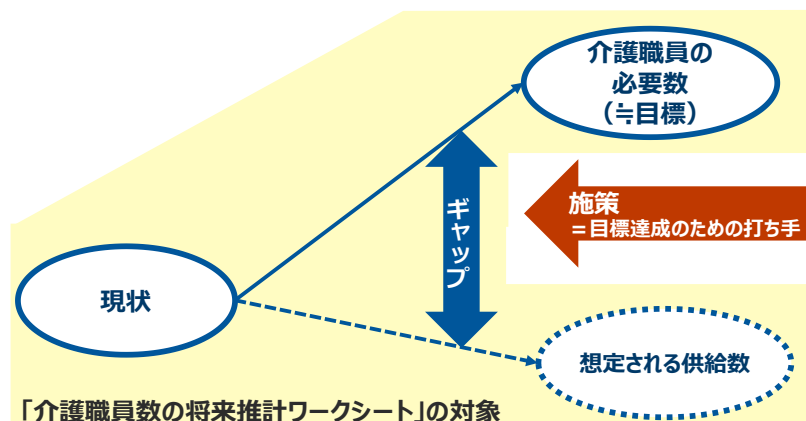 介護職員の
必要数
（≒目標）
施策
＝目標達成のための打ち手
ギャップ
現状
想定される供給数
「介護職員数の将来推計ワークシート」の対象